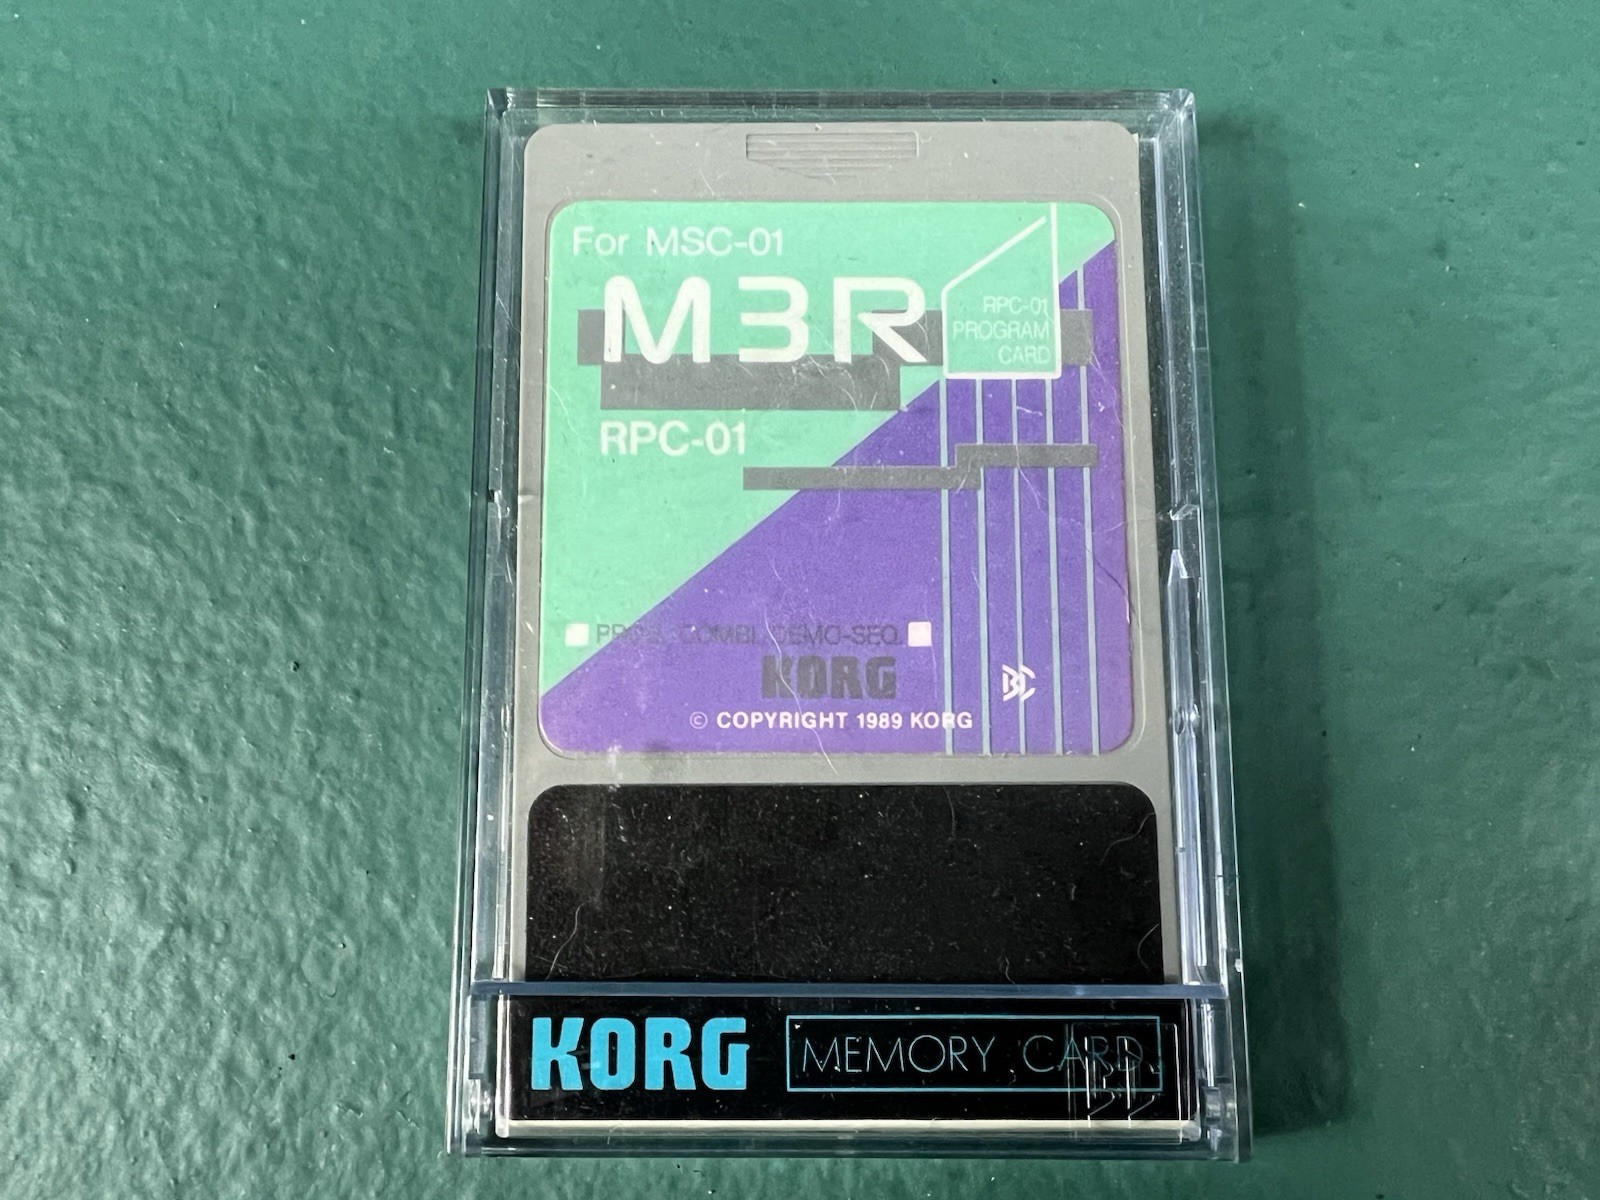 For MSC-01
M3R
RPC-01
PROGRAM
CARD
RPC-01
PROG. COMBI. DEMO-SEQ.
KORG
BC
© COPYRIGHT 1989 KORG
KORG MEMORY CARD